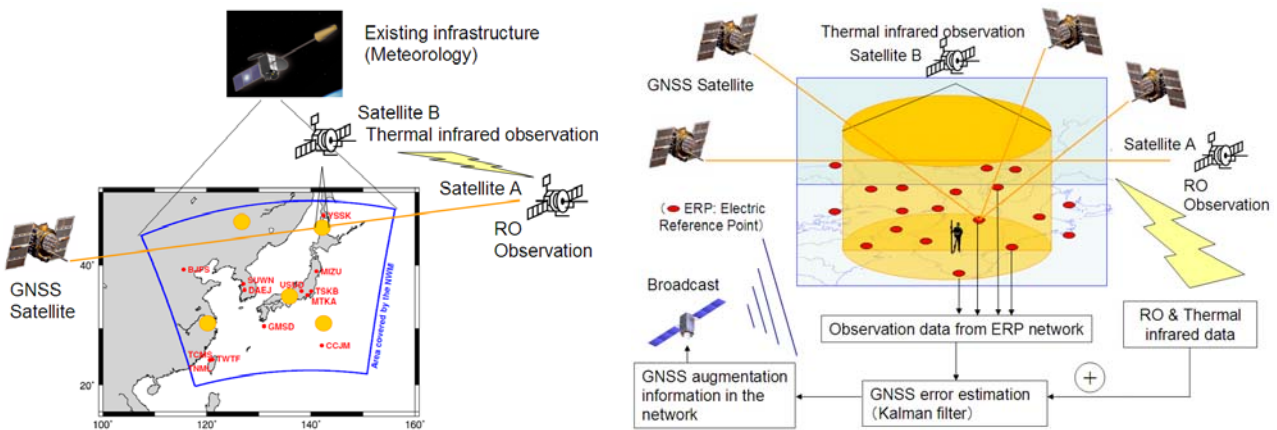 Existing infrastructure
(Meteorology)
Satellite B
Thermal infrared observation
Satellite A
RO
Observation
GNSS
Satellite
YSSK
BJFS
MIZU
SUWN
DAEJ
USUD
TSKB
MTKA
GMSD
CCJM
TCMS
TWTF
TNML
Area covered by the NWM
40°
20°
100°
120°
140°
160°
Thermal infrared observation
Satellite B
GNSS Satellite
Satellite A
RO
Observation
(● ERP: Electric
Reference Point)
Broadcast
Observation data from ERP network
RO & Thermal
infrared data
+
GNSS augmentation
information in the
network
GNSS error estimation
(Kalman filter)